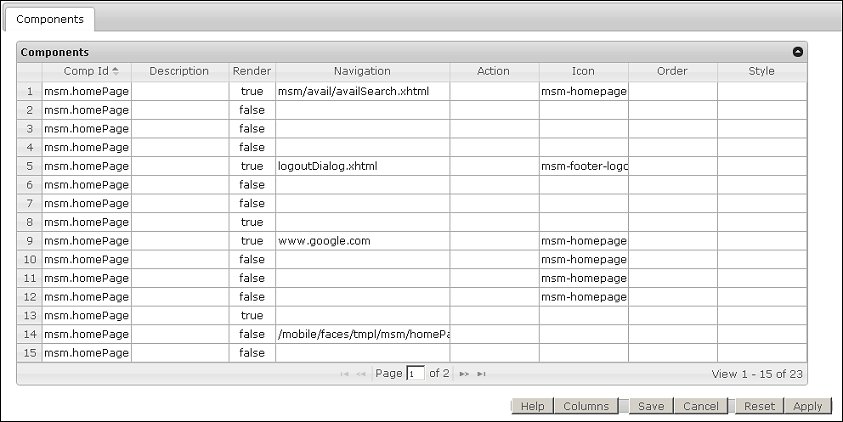 Components
Components
Comp Id Description Render Navigation Action Icon Order Style
1 msm.homePage true msm/avail/availSearch.xhtml msm-homepage
2 msm.homePage false
3 msm.homePage false
4 msm.homePage false
5 msm.homePage true logoutDialog.xhtml msm-footer-logo
6 msm.homePage false
7 msm.homePage false
8 msm.homePage true
9 msm.homePage true www.google.com msm-homepage
10 msm.homePage false msm-homepage
11 msm.homePage false msm-homepage
12 msm.homePage false msm-homepage
13 msm.homePage true
14 msm.homePage false /mobile/faces/tmpl/msm/homePa
15 msm.homePage false
Page 1 of 2 View 1 - 15 of 23
Help Columns Save Cancel Reset Apply